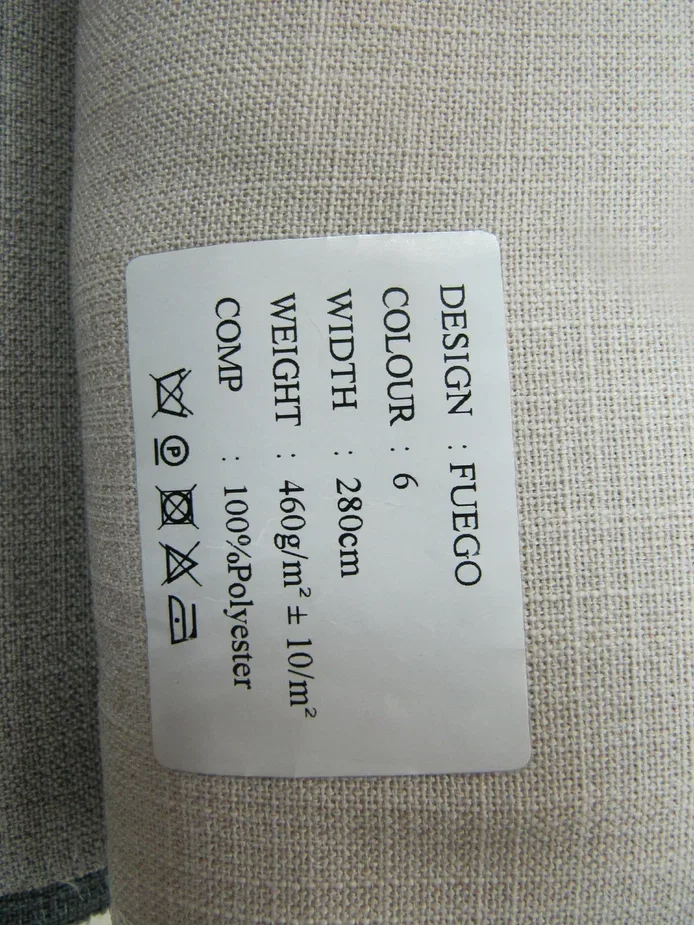 DESIGN : FUEGO
COLOUR : 6
WIDTH : 280cm
WEIGHT : 460g/m² ± 10/m²
COMP : 100%Polyester
P